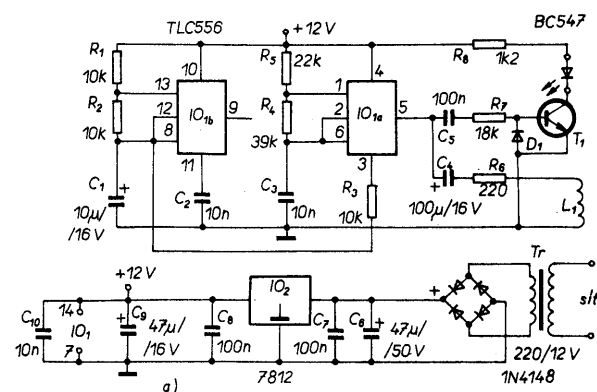 TLC556 +12V BC547
R1 10k 10 R5 22k 4 R8 1k2
13 1 100n R7
R2 12 IO1b 9 R4 2 IO1a 5 C5 18k D1 T1
10k 8 39k 6
11 3 C4 R6
C1 + C2 C3 R3 + 220
10µ/16V 10n 10n 10k 100µ/16V L1
+12V IO2 + Tr
14 C9 C8 C7 C6
C10 IO1 + 47µ/16V + 47µ/50V
10n 7 100n 100n 220/12V
a) 7812 1N4148